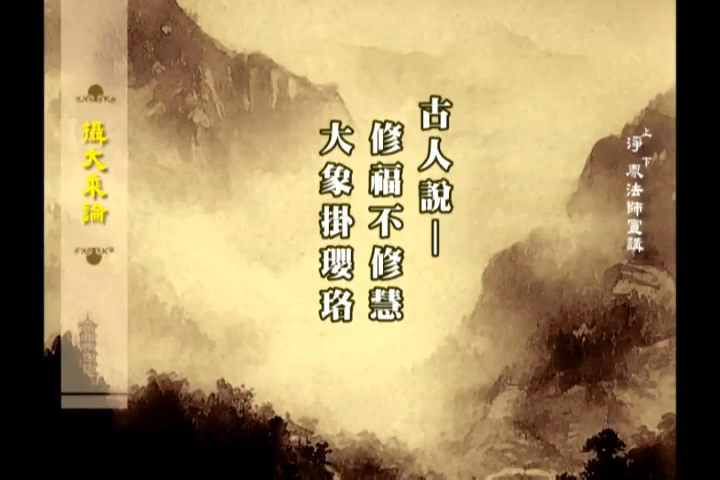 上淨下界法師宣講
古人說—
修福不修慧
大象掛瓔珞
攝大乘論